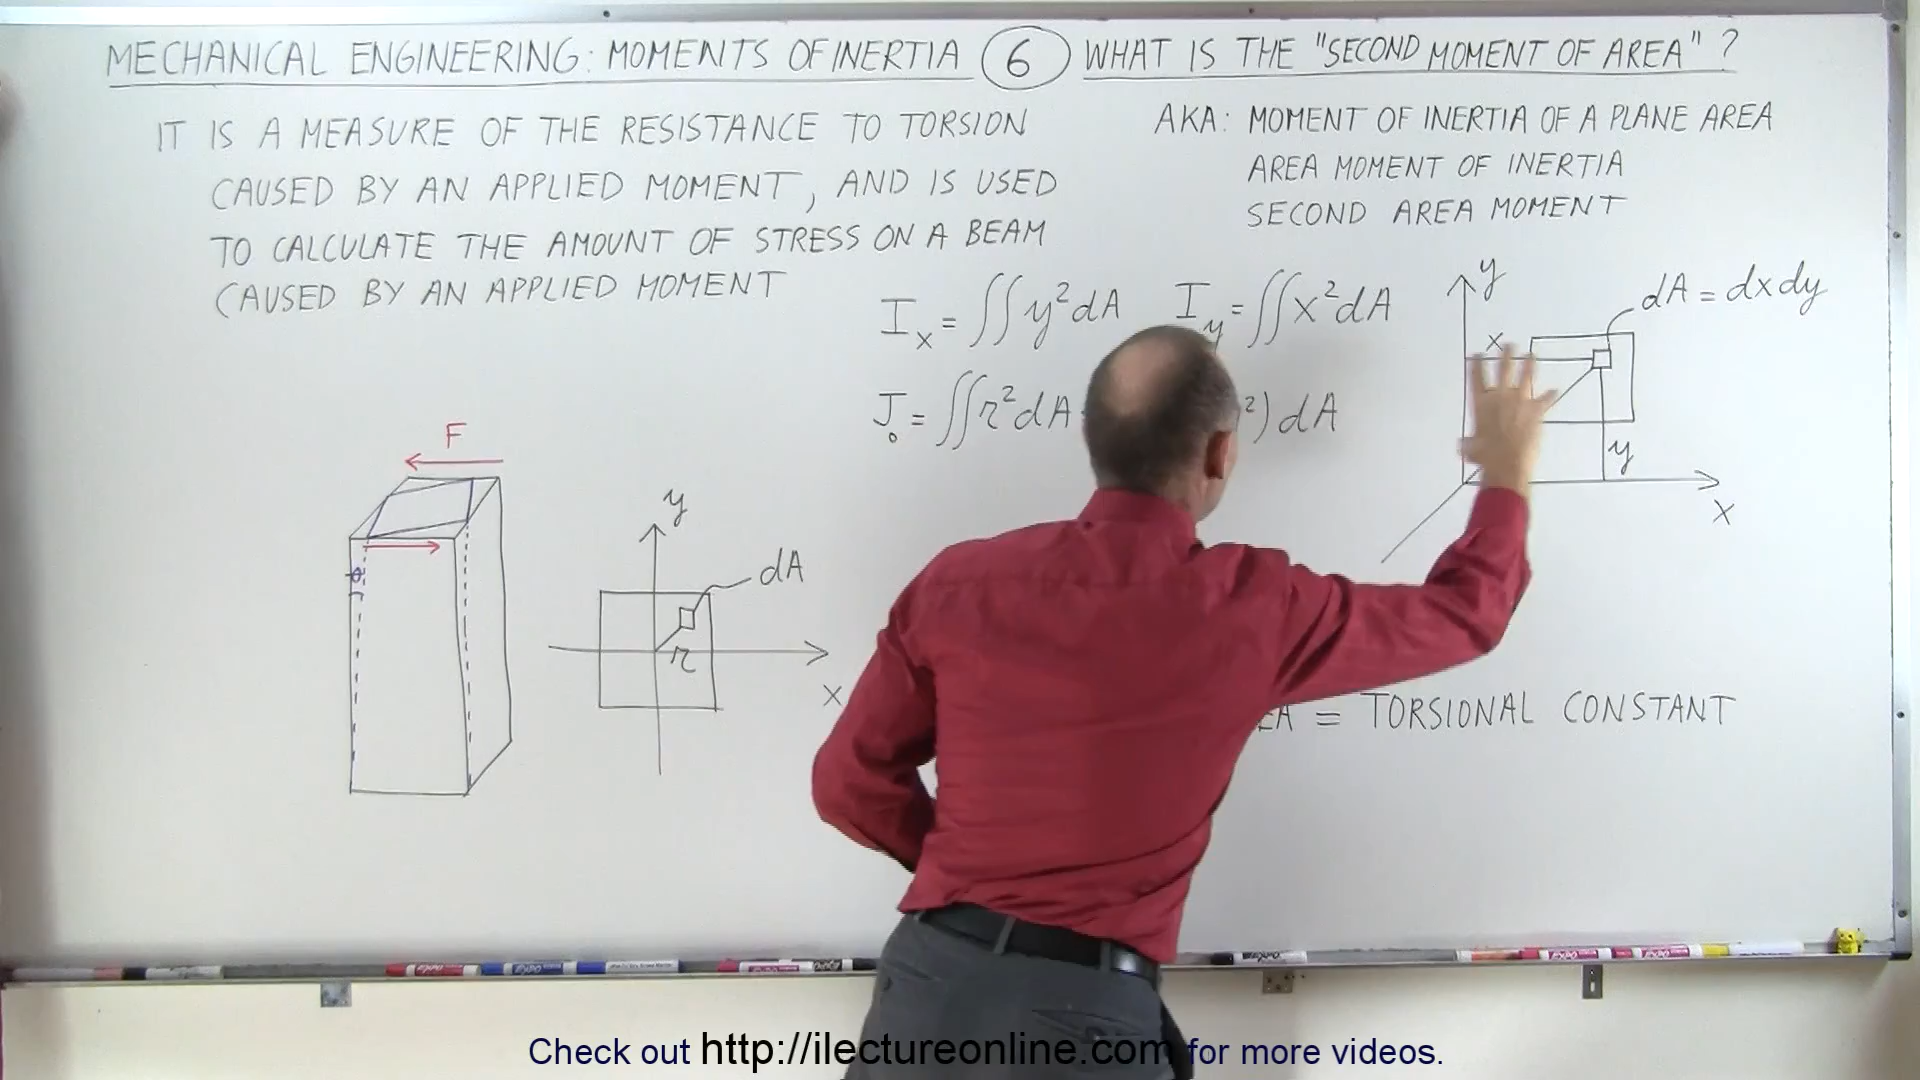 MECHANICAL ENGINEERING: MOMENTS OF INERTIA 6 WHAT IS THE "SECOND MOMENT OF AREA"?
IT IS A MEASURE OF THE RESISTANCE TO TORSION
CAUSED BY AN APPLIED MOMENT, AND IS USED
TO CALCULATE THE AMOUNT OF STRESS ON A BEAM
CAUSED BY AN APPLIED MOMENT
AKA: MOMENT OF INERTIA OF A PLANE AREA
AREA MOMENT OF INERTIA
SECOND AREA MOMENT
Iₓ = ∬y²dA I_y = ∬x²dA
J₀ = ∬r²dA ²)dA
y
dA = dxdy
x
y
x
F
θ
y
dA
r
x
= TORSIONAL CONSTANT
Check out http://ilectureonline.com for more videos.